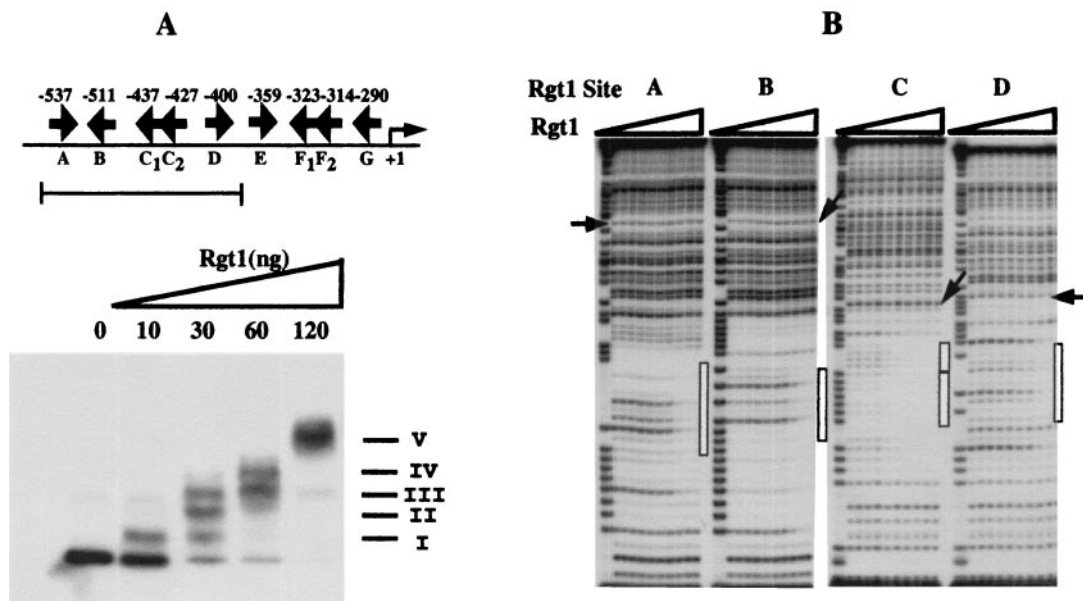 A
B
-537 -511 -437 -427 -400 -359 -323 -314 -290
A B C1C2 D E F1F2 G +1
Rgt1(ng)
0 10 30 60 120
V
IV
III
II
I
Rgt1 Site A B C D
Rgt1